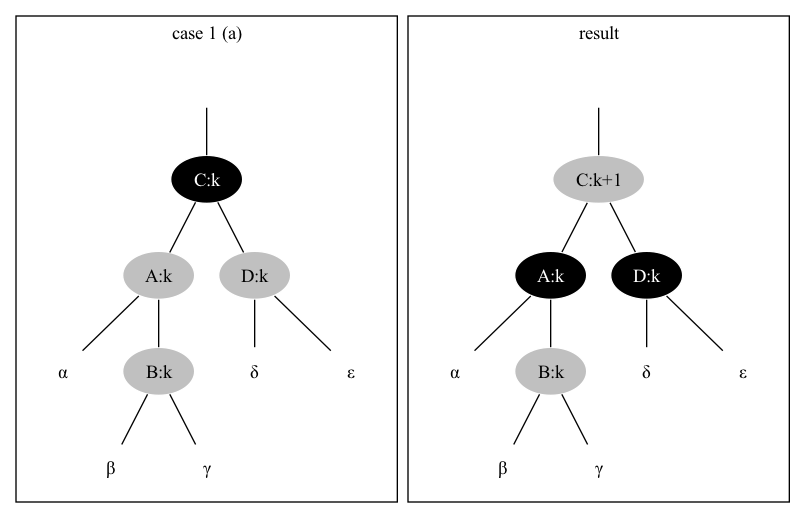 case 1 (a)
C:k
A:k D:k
α B:k δ ε
β γ
result
C:k+1
A:k D:k
α B:k δ ε
β γ